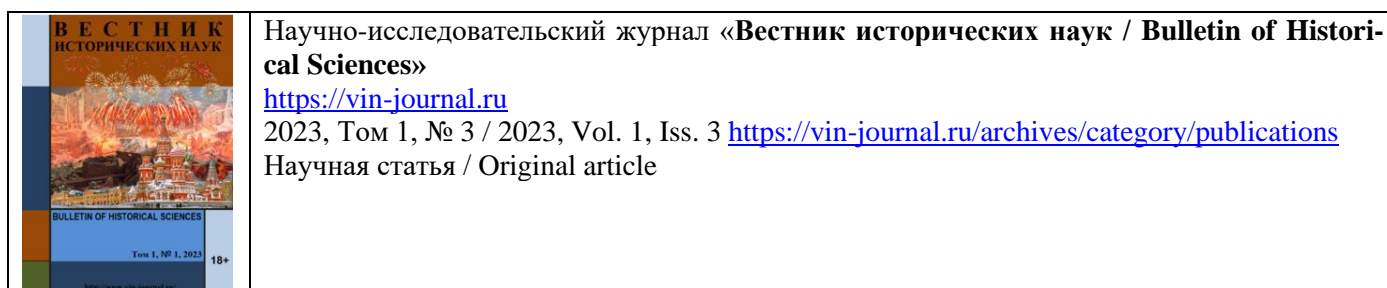 ВЕСТНИК
ИСТОРИЧЕСКИХ НАУК
BULLETIN OF HISTORICAL SCIENCES
Том 1, № 1, 2023
18+
Научно-исследовательский журнал «Вестник исторических наук / Bulletin of Histori-
cal Sciences»
https://vin-journal.ru
2023, Том 1, № 3 / 2023, Vol. 1, Iss. 3 https://vin-journal.ru/archives/category/publications
Научная статья / Original article